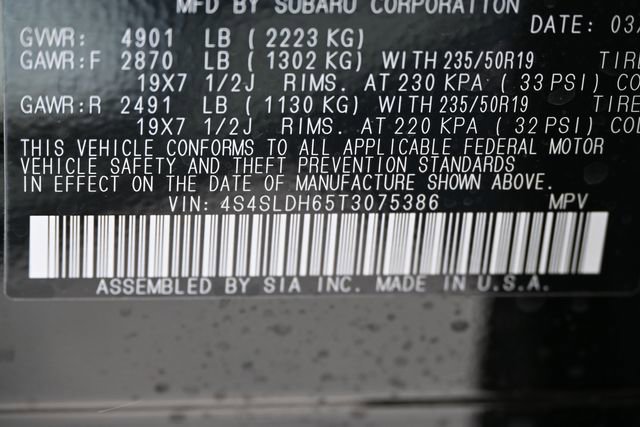 MFD BY SUBARU CORPORATION
DATE: 03/
GVWR: 4901 LB ( 2223 KG)
GAWR:F 2870 LB ( 1302 KG) WITH 235/50R19 TIRE
19X7 1/2J RIMS. AT 230 KPA ( 33 PSI) CO
GAWR:R 2491 LB ( 1130 KG) WITH 235/50R19 TIRE
19X7 1/2J RIMS. AT 220 KPA ( 32 PSI) COL
THIS VEHICLE CONFORMS TO ALL APPLICABLE FEDERAL MOTOR
VEHICLE SAFETY AND THEFT PREVENTION STANDARDS
IN EFFECT ON THE DATE OF MANUFACTURE SHOWN ABOVE.
VIN: 4S4SLDH65T3075386 MPV
ASSEMBLED BY SIA INC. MADE IN U.S.A.